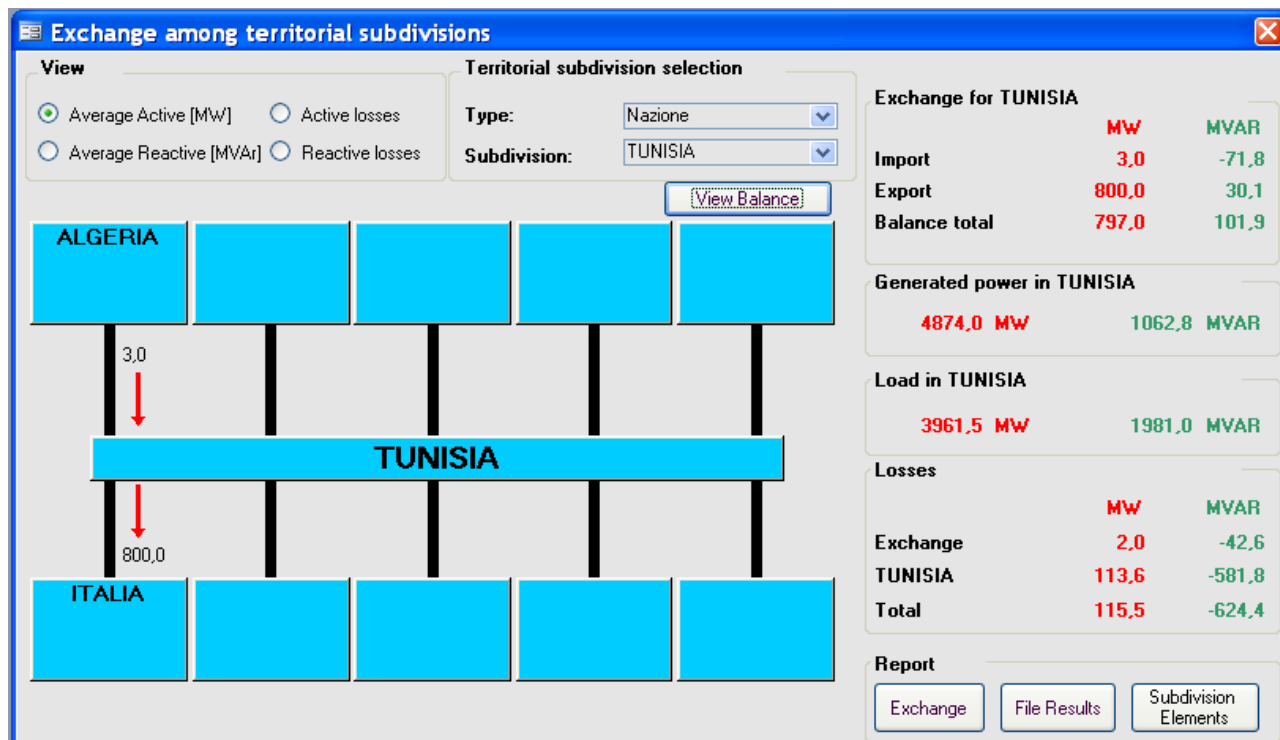 Exchange among territorial subdivisions
View
Average Active [MW] Active losses
Average Reactive [MVAr] Reactive losses
Territorial subdivision selection
Type: Nazione
Subdivision: TUNISIA
View Balance
ALGERIA
3,0
TUNISIA
800,0
ITALIA
Exchange for TUNISIA
MW MVAR
Import 3,0 -71,8
Export 800,0 30,1
Balance total 797,0 101,9
Generated power in TUNISIA
4874,0 MW 1062,8 MVAR
Load in TUNISIA
3961,5 MW 1981,0 MVAR
Losses
MW MVAR
Exchange 2,0 -42,6
TUNISIA 113,6 -581,8
Total 115,5 -624,4
Report
Exchange
File Results
Subdivision
Elements